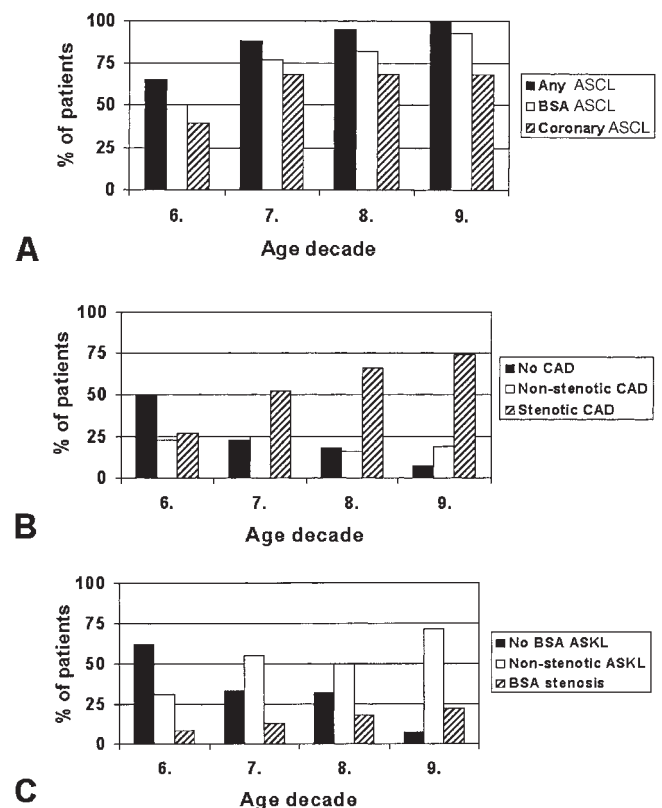 100
75
50
25
0
% of patients
6. 7. 8. 9.
Age decade
Any ASCL
BSA ASCL
Coronary ASCL
A
100
75
50
25
0
% of patients
6. 7. 8. 9.
Age decade
No CAD
Non-stenotic CAD
Stenotic CAD
B
100
75
50
25
0
% of patients
6. 7. 8. 9.
Age decade
No BSA ASKL
Non-stenotic ASKL
BSA stenosis
C